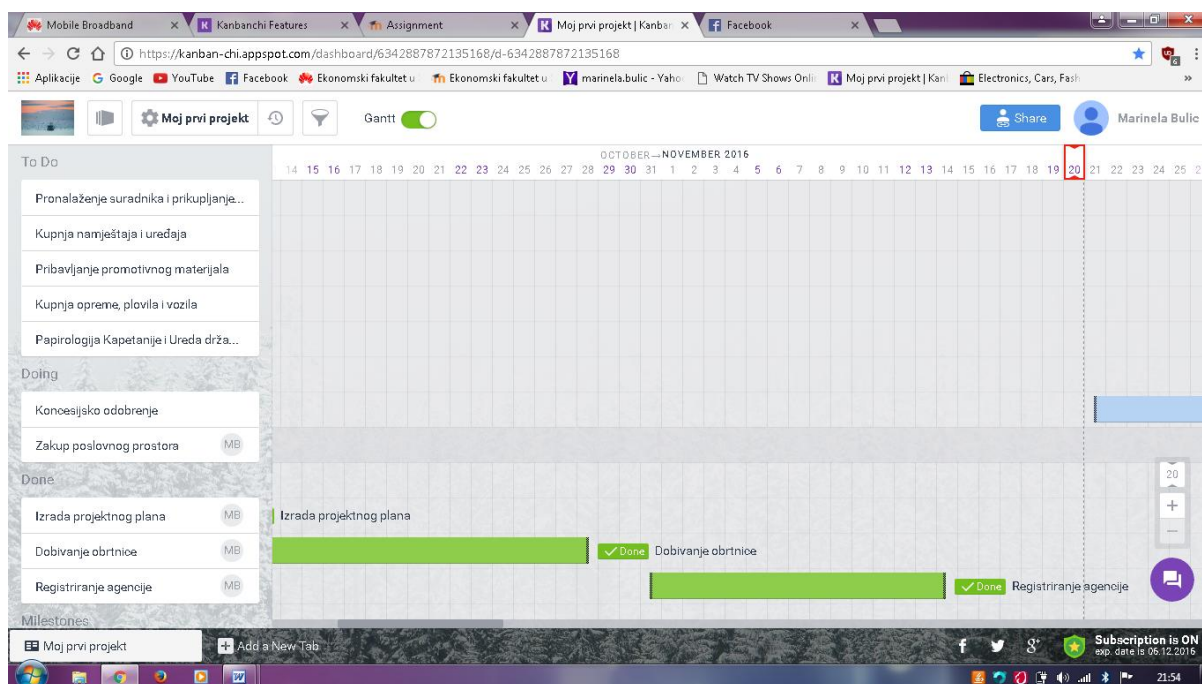 Mobile Broadband
Kanbanchi Features
Assignment
Moj prvi projekt | Kanban
Facebook
https://kanban-chi.appspot.com/dashboard/6342887872135168/d-6342887872135168
Aplikacije Google YouTube Facebook Ekonomski fakultet u Ekonomski fakultet u marinela.bulic - Yaho Watch TV Shows Onli Moj prvi projekt | Kan Electronics, Cars, Fash »
Moj prvi projekt Gantt Share Marinela Bulic
To Do
OCTOBER—NOVEMBER 2016
14 15 16 17 18 19 20 21 22 23 24 25 26 27 28 29 30 31 1 2 3 4 5 6 7 8 9 10 11 12 13 14 15 16 17 18 19 20 21 22 23 24 25 2
Pronalaženje suradnika i prikupljanje...
Kupnja namještaja i uređaja
Pribavljanje promotivnog materijala
Kupnja opreme, plovila i vozila
Papirologija Kapetanije i Ureda drža...
Doing
Koncesijsko odobrenje
Zakup poslovnog prostora MB
Done
20
Izrada projektnog plana MB Izrada projektnog plana
Dobivanje obrtnice MB Done Dobivanje obrtnice
Registriranje agencije MB Done Registriranje agencije
Milestones
Moj prvi projekt Add a New Tab Subscription is ON
exp. date is 06.12.2016
21:54